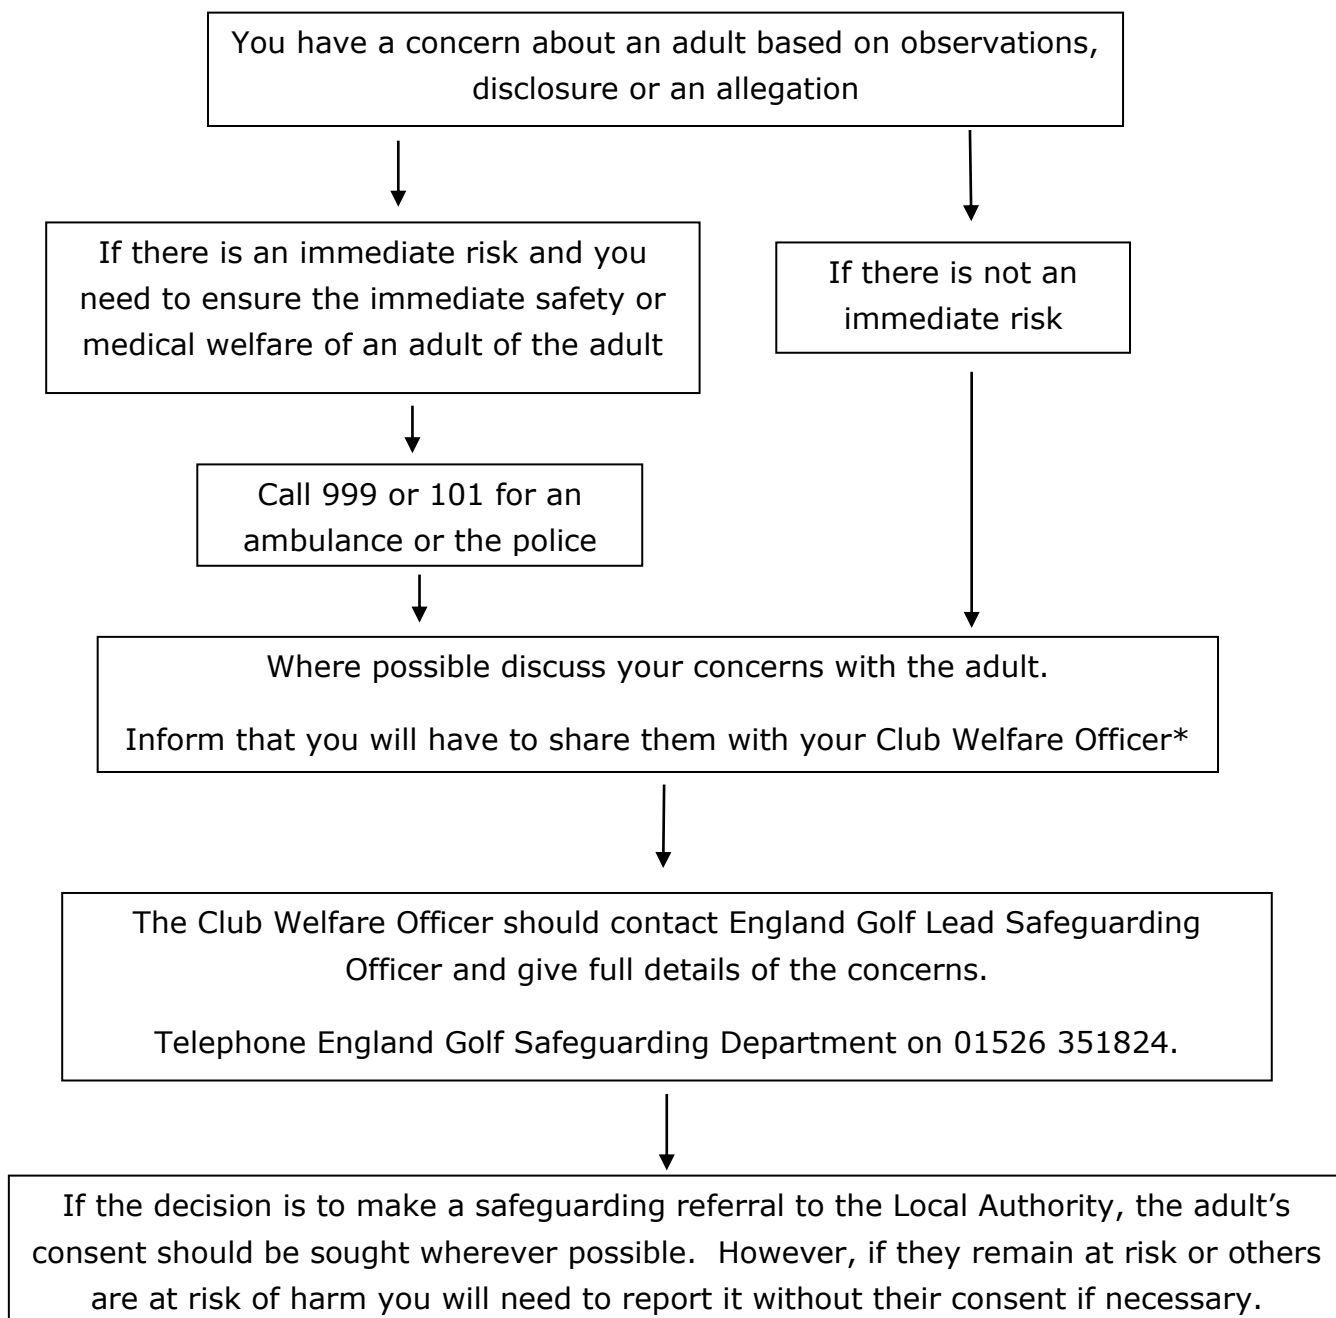 You have a concern about an adult based on observations,
disclosure or an allegation
If there is an immediate risk and you
need to ensure the immediate safety or
medical welfare of an adult of the adult
If there is not an
immediate risk
Call 999 or 101 for an
ambulance or the police
Where possible discuss your concerns with the adult.
Inform that you will have to share them with your Club Welfare Officer*
The Club Welfare Officer should contact England Golf Lead Safeguarding
Officer and give full details of the concerns.
Telephone England Golf Safeguarding Department on 01526 351824.
If the decision is to make a safeguarding referral to the Local Authority, the adult’s
consent should be sought wherever possible.  However, if they remain at risk or others
are at risk of harm you will need to report it without their consent if necessary.